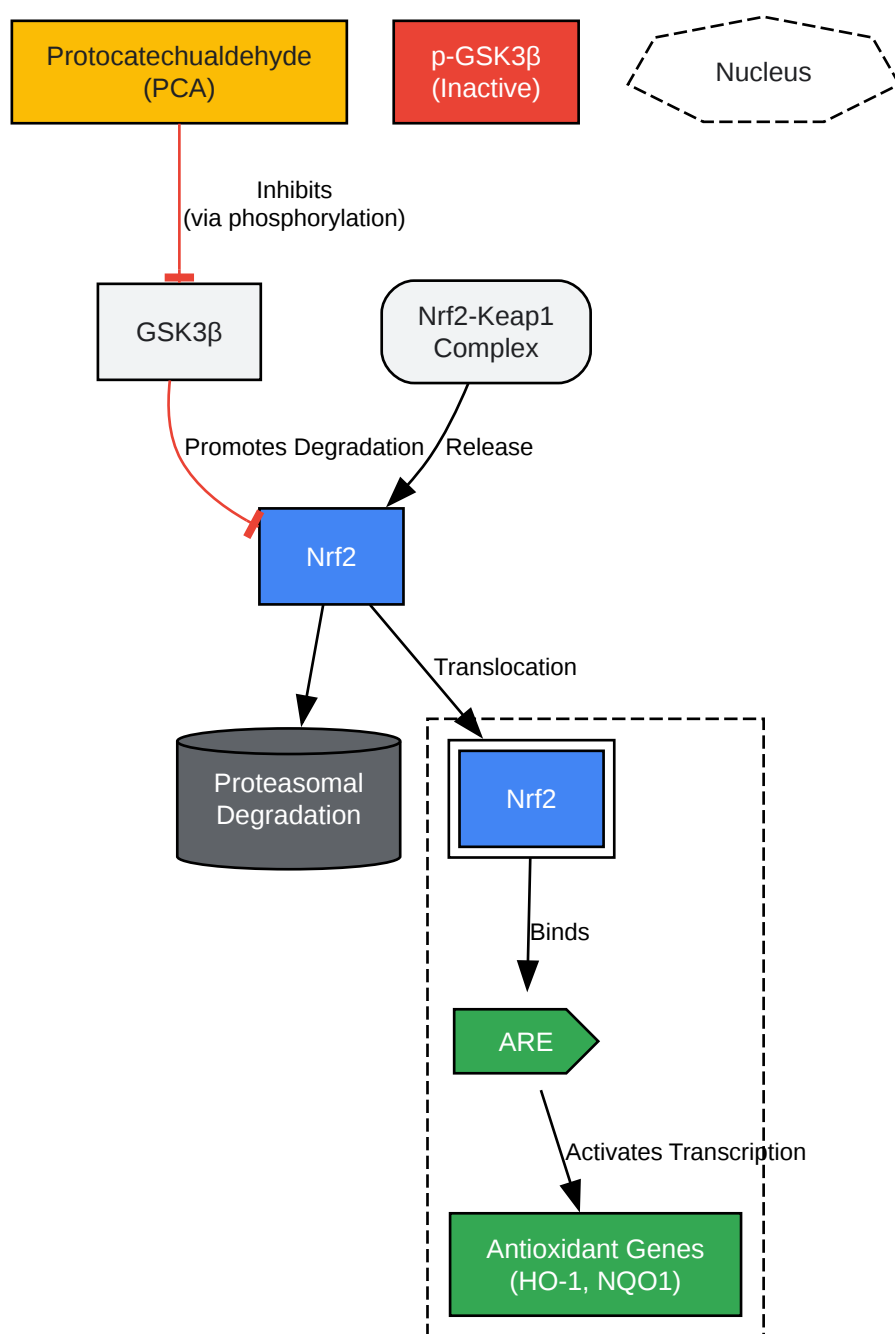 Protocatechualdehyde
(PCA)
p-GSK3β
(Inactive)
Nucleus
Inhibits
(via phosphorylation)
GSK3β
Nrf2-Keap1
Complex
Promotes Degradation
Release
Nrf2
Translocation
Proteasomal
Degradation
Nrf2
Binds
ARE
Activates Transcription
Antioxidant Genes
(HO-1, NQO1)